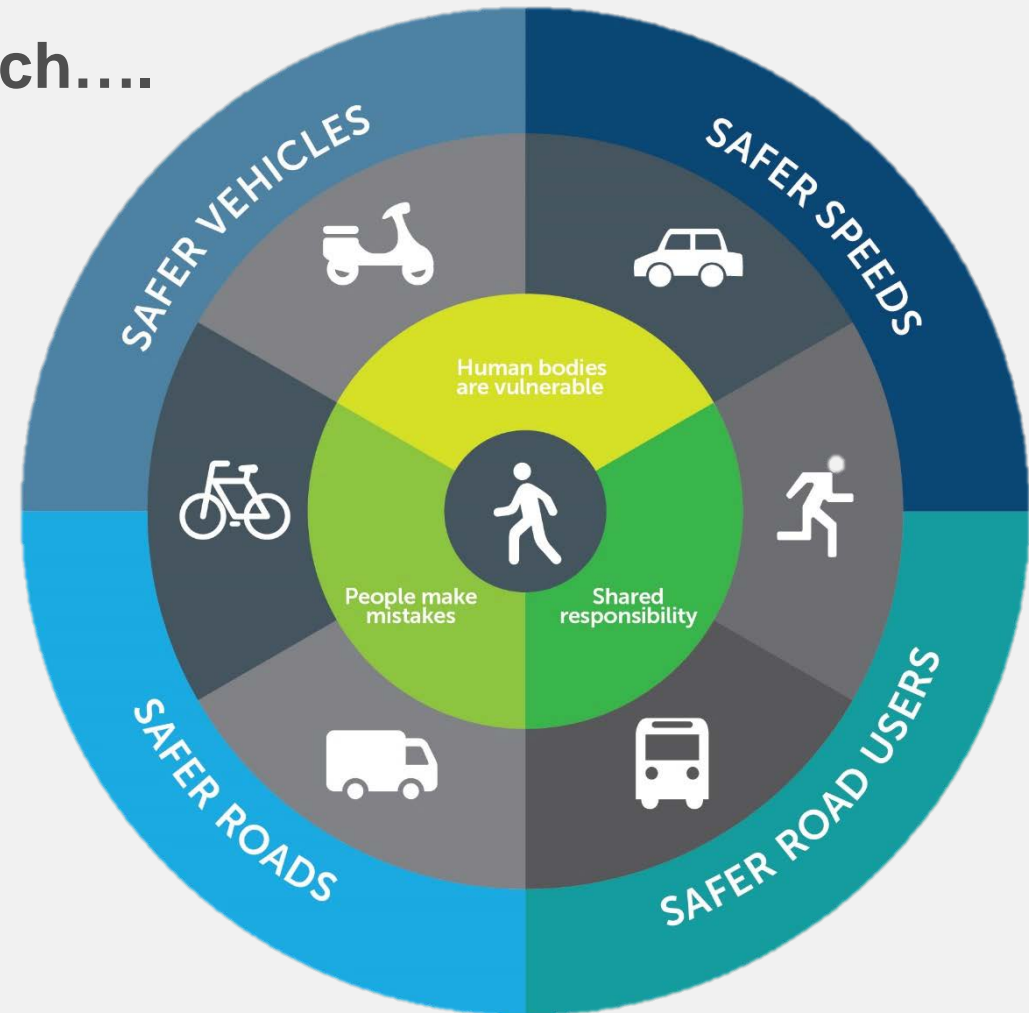 ch….
SAFER VEHICLES
SAFER SPEEDS
Human bodies
are vulnerable
People make
mistakes
Shared
responsibility
SAFER ROADS
SAFER ROAD USERS